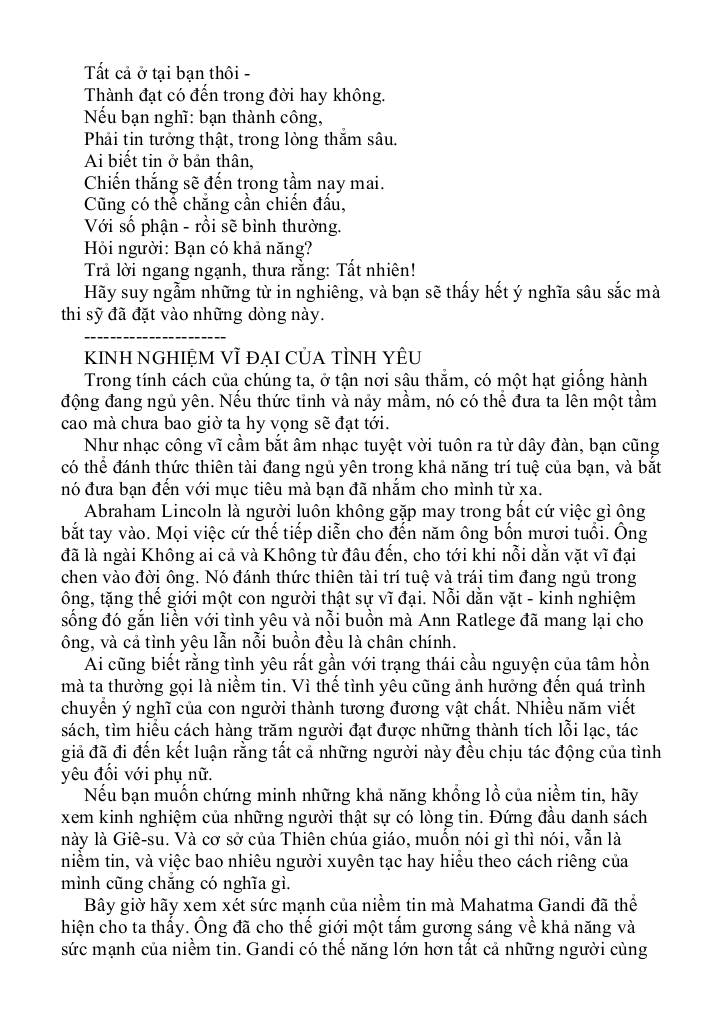 Tất cả ở tại bạn thôi -
Thành đạt có đến trong đời hay không.
Nếu bạn nghĩ: bạn thành công,
Phải tin tưởng thật, trong lòng thẳm sâu.
Ai biết tin ở bản thân,
Chiến thắng sẽ đến trong tầm nay mai.
Cũng có thể chẳng cần chiến đấu,
Với số phận - rồi sẽ bình thường.
Hỏi người: Bạn có khả năng?
Trả lời ngang ngạnh, thưa rằng: Tất nhiên!
Hãy suy ngẫm những từ in nghiêng, và bạn sẽ thấy hết ý nghĩa sâu sắc mà
thi sỹ đã đặt vào những dòng này.
----------------------
KINH NGHIỆM VĨ ĐẠI CỦA TÌNH YÊU
Trong tính cách của chúng ta, ở tận nơi sâu thẳm, có một hạt giống hành
động đang ngủ yên. Nếu thức tỉnh và nảy mầm, nó có thể đưa ta lên một tầm
cao mà chưa bao giờ ta hy vọng sẽ đạt tới.
Như nhạc công vĩ cầm bắt âm nhạc tuyệt vời tuôn ra từ dây đàn, bạn cũng
có thể đánh thức thiên tài đang ngủ yên trong khả năng trí tuệ của bạn, và bắt
nó đưa bạn đến với mục tiêu mà bạn đã nhắm cho mình từ xa.
Abraham Lincoln là người luôn không gặp may trong bất cứ việc gì ông
bắt tay vào. Mọi việc cứ thế tiếp diễn cho đến năm ông bốn mươi tuổi. Ông
đã là ngài Không ai cả và Không từ đâu đến, cho tới khi nỗi dằn vặt vĩ đại
chen vào đời ông. Nó đánh thức thiên tài trí tuệ và trái tim đang ngủ trong
ông, tặng thế giới một con người thật sự vĩ đại. Nỗi dằn vặt - kinh nghiệm
sống đó gắn liền với tình yêu và nỗi buồn mà Ann Ratlege đã mang lại cho
ông, và cả tình yêu lẫn nỗi buồn đều là chân chính.
Ai cũng biết rằng tình yêu rất gần với trạng thái cầu nguyện của tâm hồn
mà ta thường gọi là niềm tin. Vì thế tình yêu cũng ảnh hưởng đến quá trình
chuyển ý nghĩ của con người thành tương đương vật chất. Nhiều năm viết
sách, tìm hiểu cách hàng trăm người đạt được những thành tích lỗi lạc, tác
giả đã đi đến kết luận rằng tất cả những người này đều chịu tác động của tình
yêu đối với phụ nữ.
Nếu bạn muốn chứng minh những khả năng khổng lồ của niềm tin, hãy
xem kinh nghiệm của những người thật sự có lòng tin. Đứng đầu danh sách
này là Giê-su. Và cơ sở của Thiên chúa giáo, muốn nói gì thì nói, vẫn là
niềm tin, và việc bao nhiêu người xuyên tạc hay hiểu theo cách riêng của
mình cũng chẳng có nghĩa gì.
Bây giờ hãy xem xét sức mạnh của niềm tin mà Mahatma Gandi đã thể
hiện cho ta thấy. Ông đã cho thế giới một tấm gương sáng về khả năng và
sức mạnh của niềm tin. Gandi có thế năng lớn hơn tất cả những người cùng